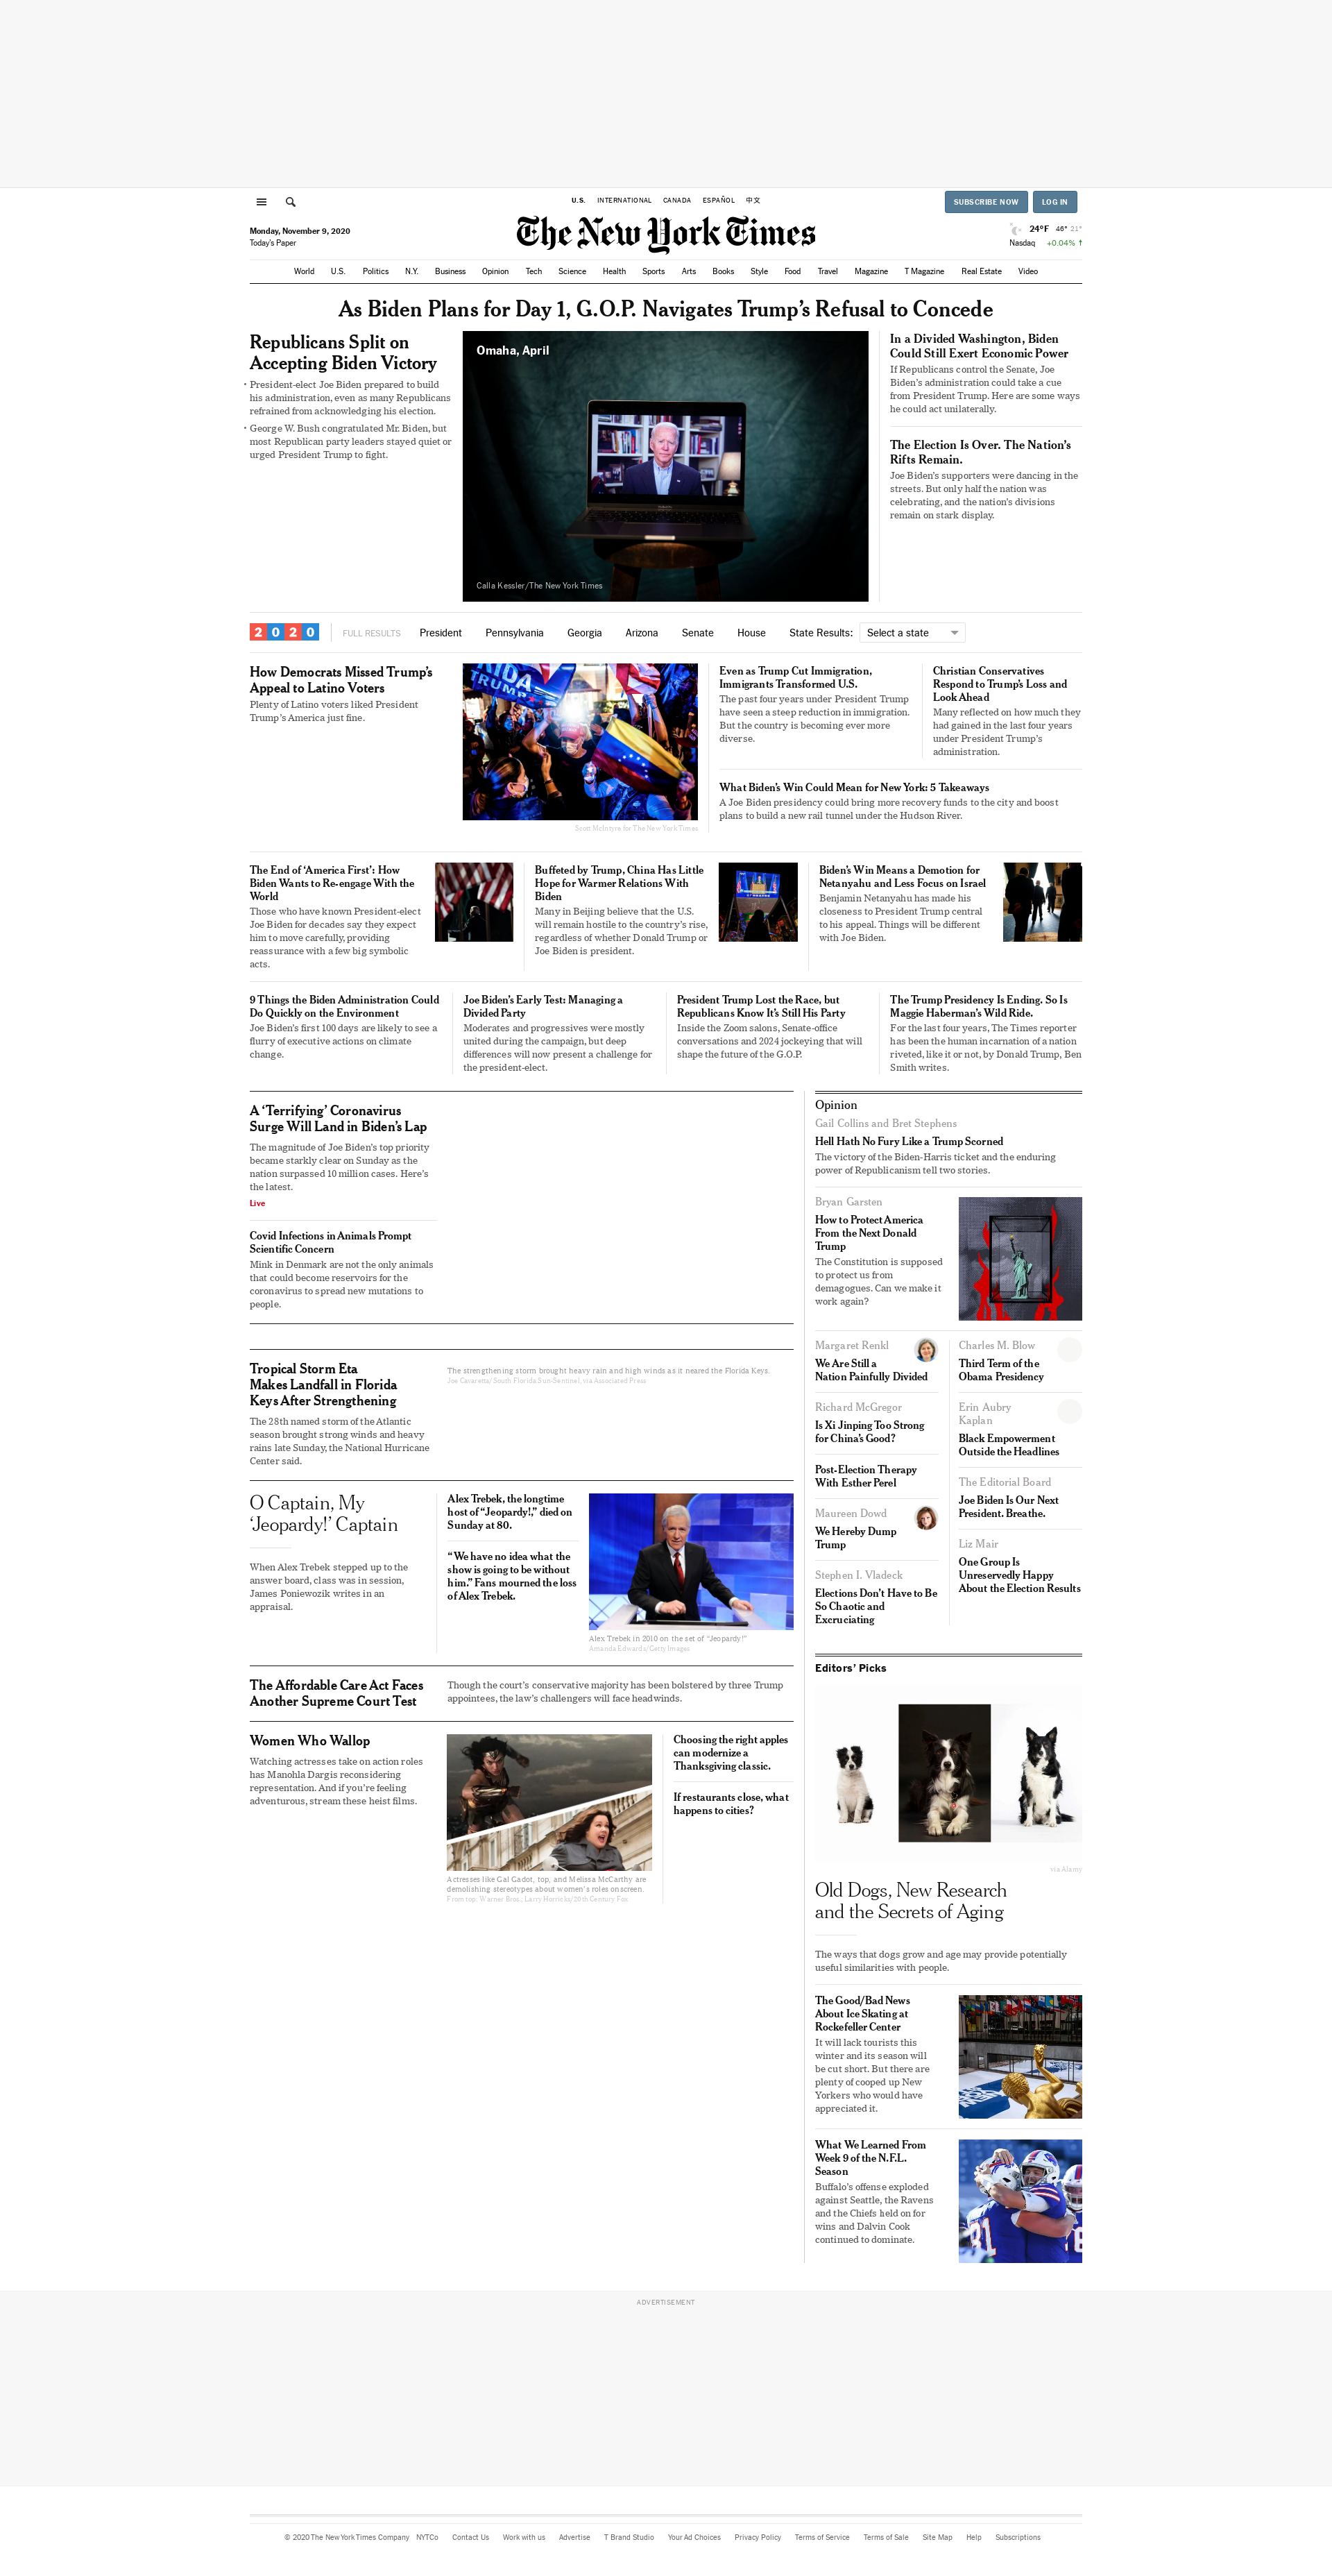 U.S. INTERNATIONAL CANADA ESPAÑOL 中文
SUBSCRIBE NOW LOG IN
Monday, November 9, 2020
Today's Paper
The New York Times
24°F 46° 21°
Nasdaq +0.04% ↑
World U.S. Politics N.Y. Business Opinion Tech Science Health Sports Arts Books Style Food Travel Magazine T Magazine Real Estate Video
As Biden Plans for Day 1, G.O.P. Navigates Trump’s Refusal to Concede
Republicans Split on
Accepting Biden Victory
• President-elect Joe Biden prepared to build
his administration, even as many Republicans
refrained from acknowledging his election.
• George W. Bush congratulated Mr. Biden, but
most Republican party leaders stayed quiet or
urged President Trump to fight.
Omaha, April
Calla Kessler/The New York Times
In a Divided Washington, Biden
Could Still Exert Economic Power
If Republicans control the Senate, Joe
Biden’s administration could take a cue
from President Trump. Here are some ways
he could act unilaterally.
The Election Is Over. The Nation’s
Rifts Remain.
Joe Biden’s supporters were dancing in the
streets. But only half the nation was
celebrating, and the nation’s divisions
remain on stark display.
2020 FULL RESULTS President Pennsylvania Georgia Arizona Senate House State Results: Select a state
How Democrats Missed Trump’s
Appeal to Latino Voters
Plenty of Latino voters liked President
Trump’s America just fine.
TRUMP
Scott McIntyre for The New York Times
Even as Trump Cut Immigration,
Immigrants Transformed U.S.
The past four years under President Trump
have seen a steep reduction in immigration.
But the country is becoming ever more
diverse.
Christian Conservatives
Respond to Trump’s Loss and
Look Ahead
Many reflected on how much they
had gained in the last four years
under President Trump’s
administration.
What Biden’s Win Could Mean for New York: 5 Takeaways
A Joe Biden presidency could bring more recovery funds to the city and boost
plans to build a new rail tunnel under the Hudson River.
The End of ‘America First’: How
Biden Wants to Re-engage With the
World
Those who have known President-elect
Joe Biden for decades say they expect
him to move carefully, providing
reassurance with a few big symbolic
acts.
Buffeted by Trump, China Has Little
Hope for Warmer Relations With
Biden
Many in Beijing believe that the U.S.
will remain hostile to the country’s rise,
regardless of whether Donald Trump or
Joe Biden is president.
Biden’s Win Means a Demotion for
Netanyahu and Less Focus on Israel
Benjamin Netanyahu has made his
closeness to President Trump central
to his appeal. Things will be different
with Joe Biden.
9 Things the Biden Administration Could
Do Quickly on the Environment
Joe Biden’s first 100 days are likely to see a
flurry of executive actions on climate
change.
Joe Biden’s Early Test: Managing a
Divided Party
Moderates and progressives were mostly
united during the campaign, but deep
differences will now present a challenge for
the president-elect.
President Trump Lost the Race, but
Republicans Know It’s Still His Party
Inside the Zoom salons, Senate-office
conversations and 2024 jockeying that will
shape the future of the G.O.P.
The Trump Presidency Is Ending. So Is
Maggie Haberman’s Wild Ride.
For the last four years, The Times reporter
has been the human incarnation of a nation
riveted, like it or not, by Donald Trump, Ben
Smith writes.
A ‘Terrifying’ Coronavirus
Surge Will Land in Biden’s Lap
The magnitude of Joe Biden’s top priority
became starkly clear on Sunday as the
nation surpassed 10 million cases. Here’s
the latest.
Live
Covid Infections in Animals Prompt
Scientific Concern
Mink in Denmark are not the only animals
that could become reservoirs for the
coronavirus to spread new mutations to
people.
Tropical Storm Eta
Makes Landfall in Florida
Keys After Strengthening
The 28th named storm of the Atlantic
season brought strong winds and heavy
rains late Sunday, the National Hurricane
Center said.
The strengthening storm brought heavy rain and high winds as it neared the Florida Keys.
Joe Cavaretta/South Florida Sun-Sentinel, via Associated Press
O Captain, My
‘Jeopardy!’ Captain
When Alex Trebek stepped up to the
answer board, class was in session,
James Poniewozik writes in an
appraisal.
Alex Trebek, the longtime
host of “Jeopardy!,” died on
Sunday at 80.
“We have no idea what the
show is going to be without
him.” Fans mourned the loss
of Alex Trebek.
Alex Trebek in 2010 on the set of “Jeopardy!”
Amanda Edwards/Getty Images
The Affordable Care Act Faces
Another Supreme Court Test
Though the court’s conservative majority has been bolstered by three Trump
appointees, the law’s challengers will face headwinds.
Women Who Wallop
Watching actresses take on action roles
has Manohla Dargis reconsidering
representation. And if you’re feeling
adventurous, stream these heist films.
Actresses like Gal Gadot, top, and Melissa McCarthy are
demolishing stereotypes about women’s roles onscreen.
From top: Warner Bros.; Larry Horricks/20th Century Fox
Choosing the right apples
can modernize a
Thanksgiving classic.
If restaurants close, what
happens to cities?
Opinion
Gail Collins and Bret Stephens
Hell Hath No Fury Like a Trump Scorned
The victory of the Biden-Harris ticket and the enduring
power of Republicanism tell two stories.
Bryan Garsten
How to Protect America
From the Next Donald
Trump
The Constitution is supposed
to protect us from
demagogues. Can we make it
work again?
Margaret Renkl
We Are Still a
Nation Painfully Divided
Richard McGregor
Is Xi Jinping Too Strong
for China’s Good?
Post-Election Therapy
With Esther Perel
Maureen Dowd
We Hereby Dump
Trump
Stephen I. Vladeck
Elections Don’t Have to Be
So Chaotic and
Excruciating
Charles M. Blow
Third Term of the
Obama Presidency
Erin Aubry
Kaplan
Black Empowerment
Outside the Headlines
The Editorial Board
Joe Biden Is Our Next
President. Breathe.
Liz Mair
One Group Is
Unreservedly Happy
About the Election Results
Editors’ Picks
via Alamy
Old Dogs, New Research
and the Secrets of Aging
The ways that dogs grow and age may provide potentially
useful similarities with people.
The Good/Bad News
About Ice Skating at
Rockefeller Center
It will lack tourists this
winter and its season will
be cut short. But there are
plenty of cooped up New
Yorkers who would have
appreciated it.
What We Learned From
Week 9 of the N.F.L.
Season
Buffalo’s offense exploded
against Seattle, the Ravens
and the Chiefs held on for
wins and Dalvin Cook
continued to dominate.
ADVERTISEMENT
© 2020 The New York Times Company NYTCo Contact Us Work with us Advertise T Brand Studio Your Ad Choices Privacy Policy Terms of Service Terms of Sale Site Map Help Subscriptions